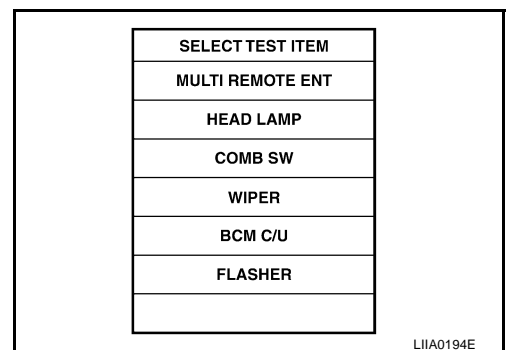 SELECT TEST ITEM
MULTI REMOTE ENT
HEAD LAMP
COMB SW
WIPER
BCM C/U
FLASHER
LIIA0194E